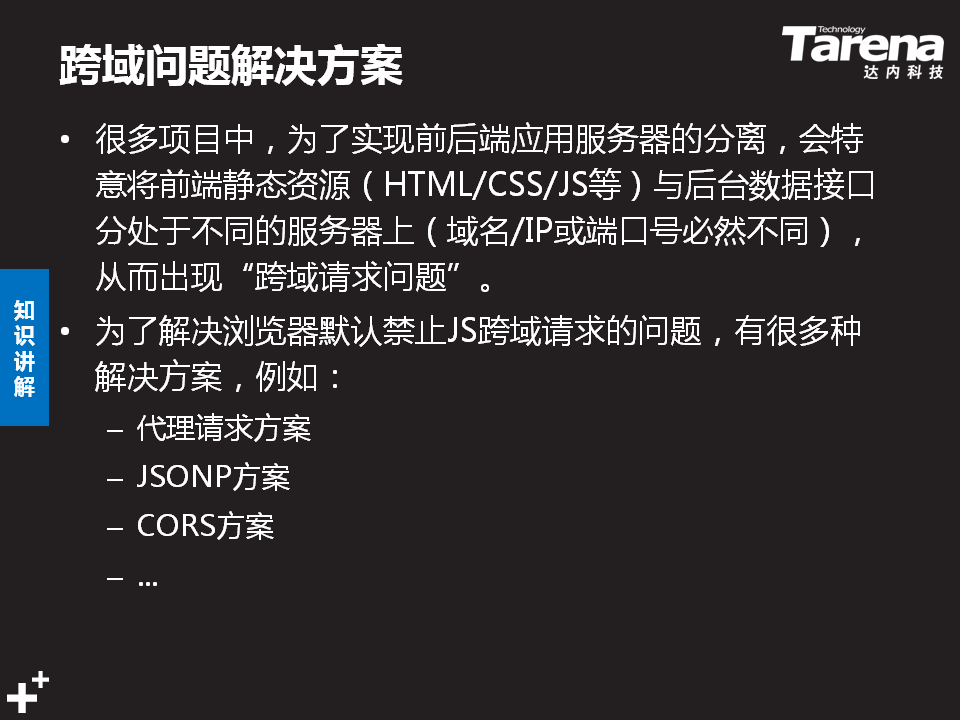 跨域问题解决方案
Technology
Tarena
达内科技
• 很多项目中，为了实现前后端应用服务器的分离，会特
意将前端静态资源（HTML/CSS/JS等）与后台数据接口
分处于不同的服务器上（域名/IP或端口号必然不同），
从而出现“跨域请求问题”。
• 为了解决浏览器默认禁止JS跨域请求的问题，有很多种
解决方案，例如：
– 代理请求方案
– JSONP方案
– CORS方案
– ...
知
识
讲
解